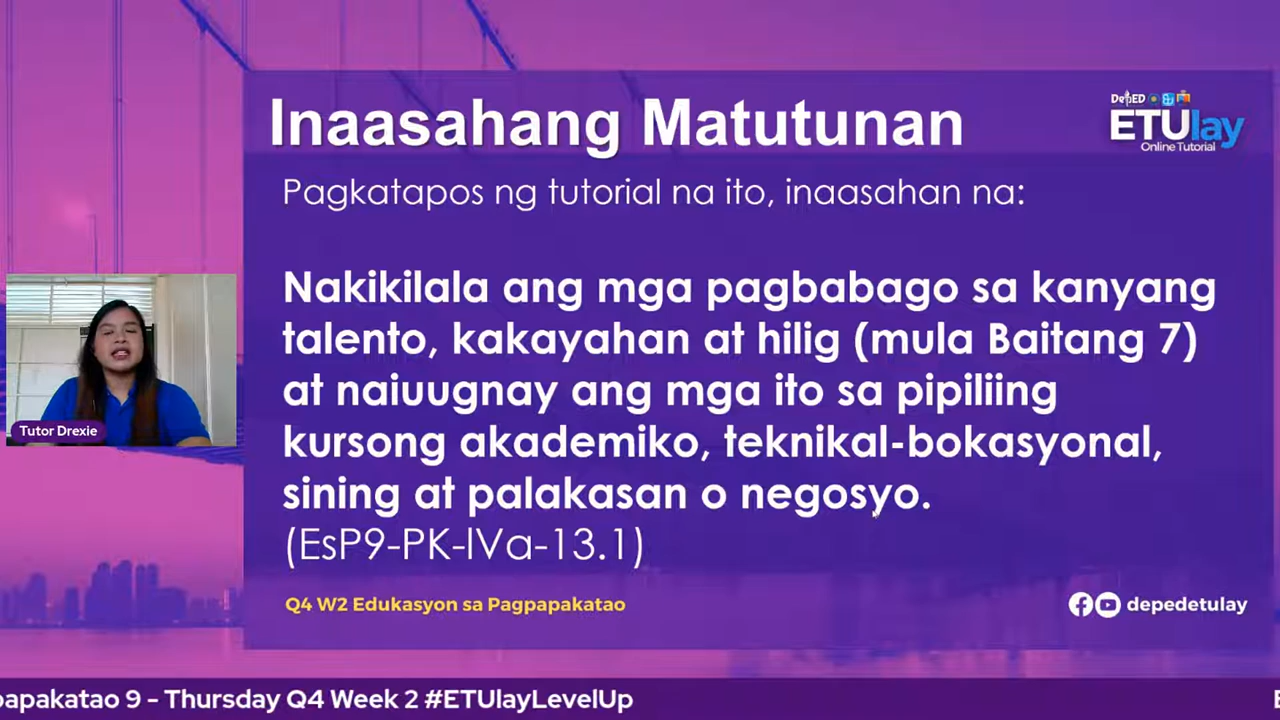 Inaasahang Matutunan
DepED
ETUlay
Online Tutorial
Pagkatapos ng tutorial na ito, inaasahan na:
Nakikilala ang mga pagbabago sa kanyang
talento, kakayahan at hilig (mula Baitang 7)
at naiuugnay ang mga ito sa pipiliing
kursong akademiko, teknikal-bokasyonal,
sining at palakasan o negosyo.
(EsP9-PK-lVa-13.1)
Tutor Drexie
Q4 W2 Edukasyon sa Pagpapakatao
depedetulay
papakatao 9 - Thursday Q4 Week 2 #ETUlayLevelUp